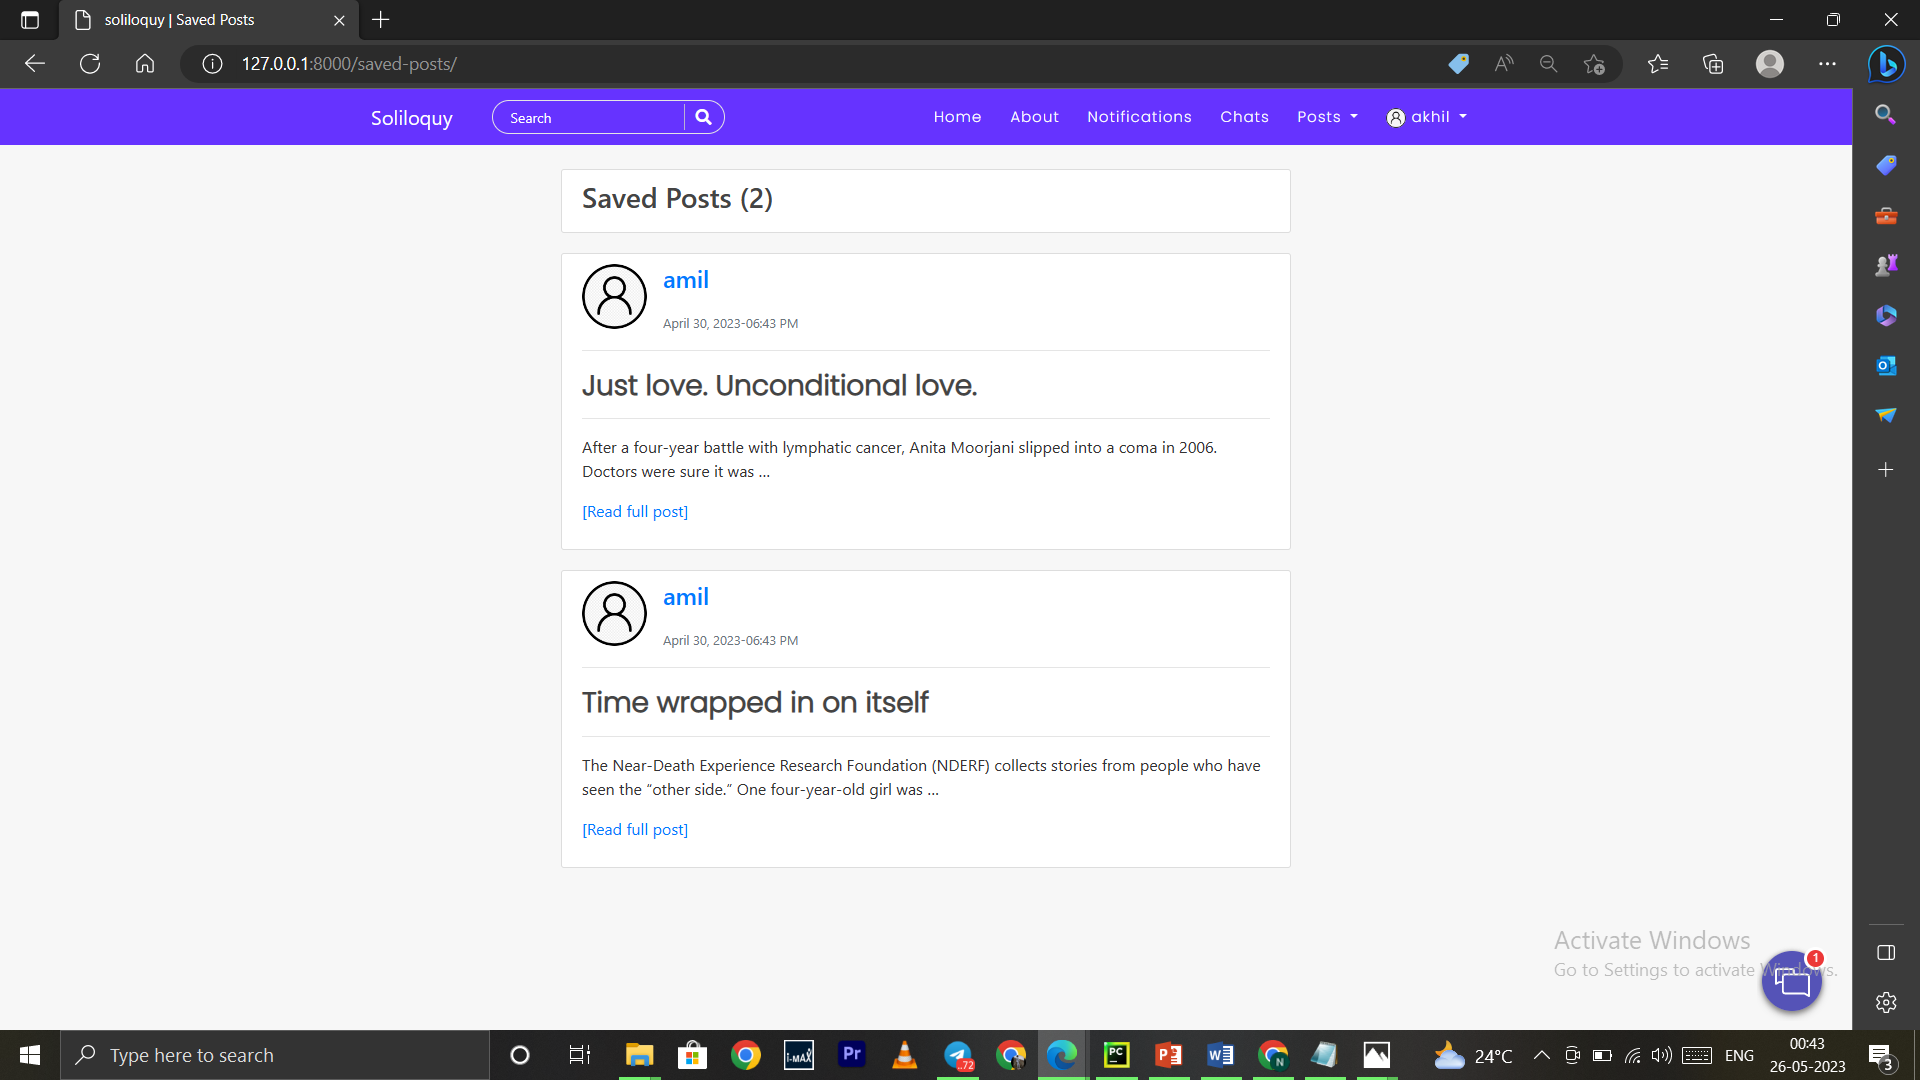 soliloquy | Saved Posts
127.0.0.1:8000/saved-posts/
Soliloquy
Search
Home About Notifications Chats Posts akhil
Saved Posts (2)
amil
April 30, 2023-06:43 PM
Just love. Unconditional love.
After a four-year battle with lymphatic cancer, Anita Moorjani slipped into a coma in 2006.
Doctors were sure it was ...
[Read full post]
amil
April 30, 2023-06:43 PM
Time wrapped in on itself
The Near-Death Experience Research Foundation (NDERF) collects stories from people who have
seen the “other side.” One four-year-old girl was ...
[Read full post]
Activate Windows
Go to Settings to activate Windows.
1
Type here to search
i-MAX
Pr
..72
PC
P
W
N
24°C
ENG
00:43
26-05-2023
3